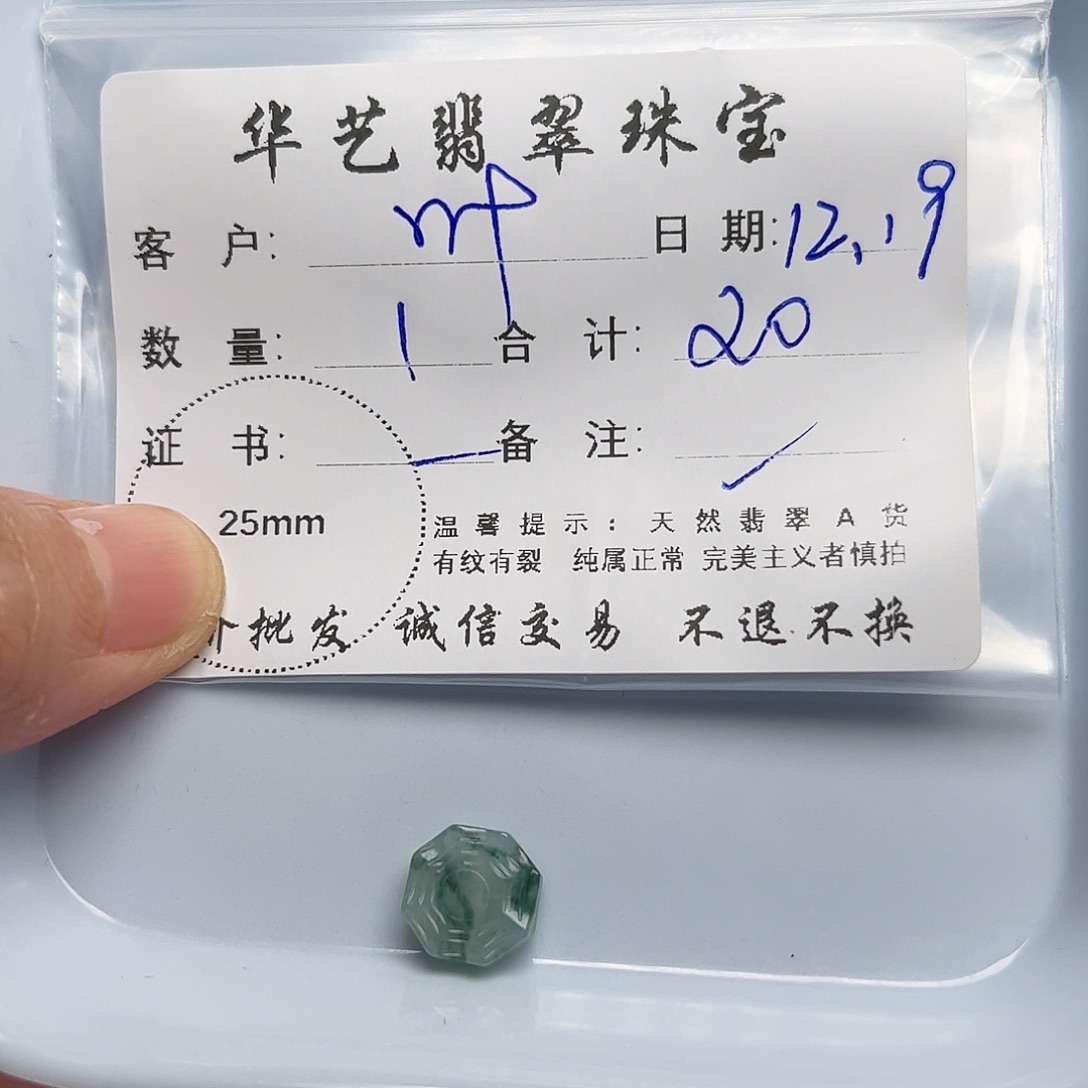 华艺翡翠珠宝
客 户: mp 日 期: 12.19
数 量: 1 合 计: 20
证 书: — 备 注:
25mm 温馨提示: 天然翡翠A货
有纹有裂 纯属正常 完美主义者慎拍
批发 诚信交易 不退不换